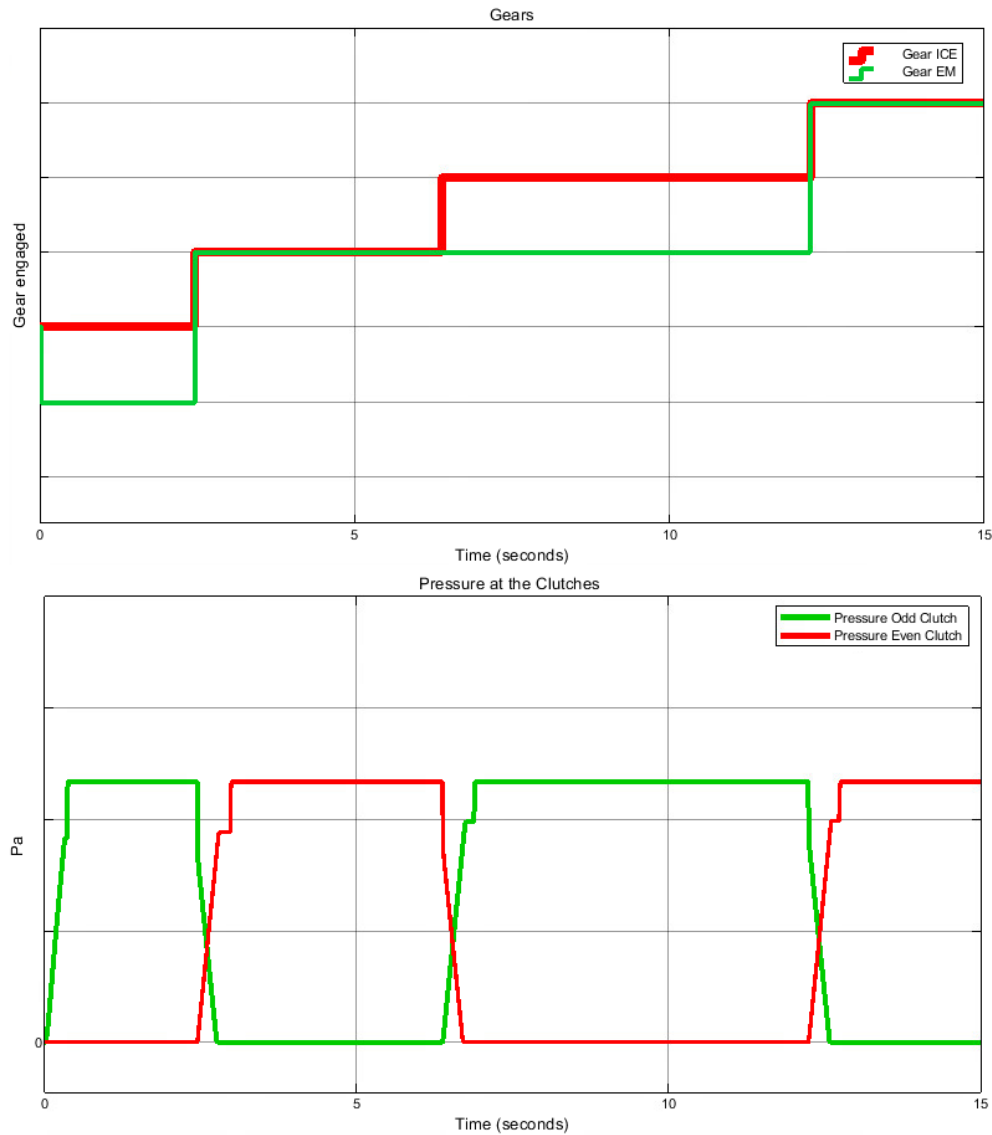 Gears
Gear ICE
Gear EM
Gear engaged
0
5
10
15
Time (seconds)
Pressure at the Clutches
Pressure Odd Clutch
Pressure Even Clutch
Pa
0
0
5
10
15
Time (seconds)